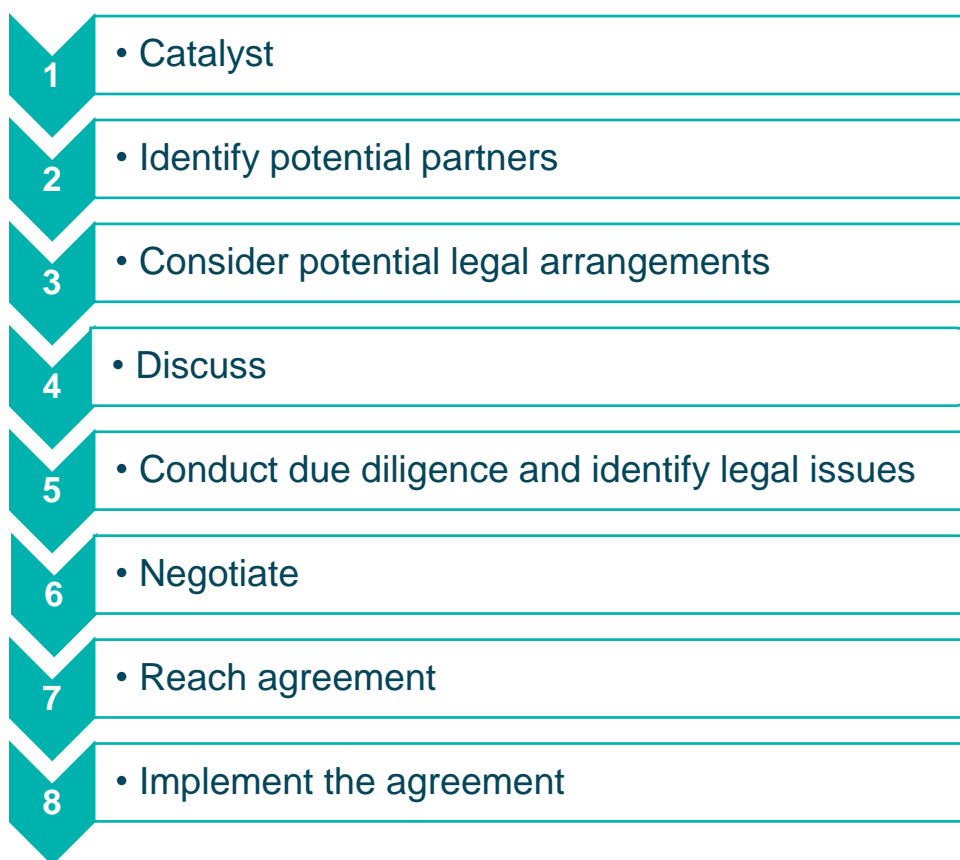 1 • Catalyst
2 • Identify potential partners
3 • Consider potential legal arrangements
4 • Discuss
5 • Conduct due diligence and identify legal issues
6 • Negotiate
7 • Reach agreement
8 • Implement the agreement